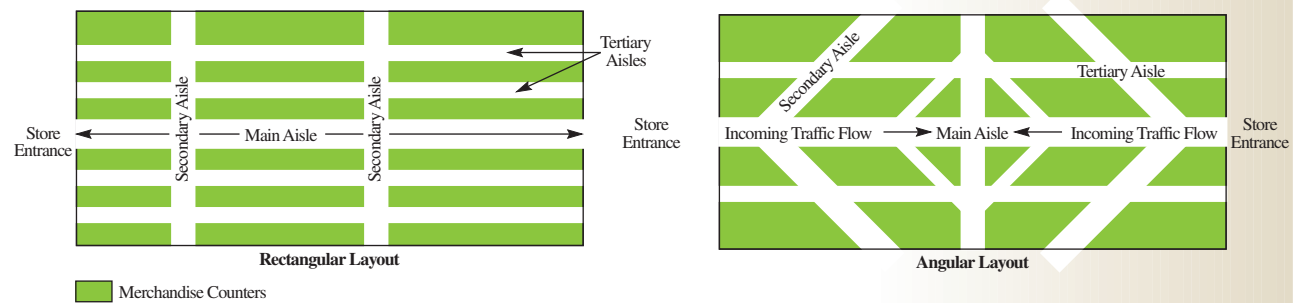 Tertiary
Aisles
Secondary Aisle
Secondary Aisle
Store
Entrance
Main Aisle
Store
Entrance
Rectangular Layout
Merchandise Counters
Secondary Aisle
Tertiary Aisle
Incoming Traffic Flow
Main Aisle
Incoming Traffic Flow
Store
Entrance
Angular Layout